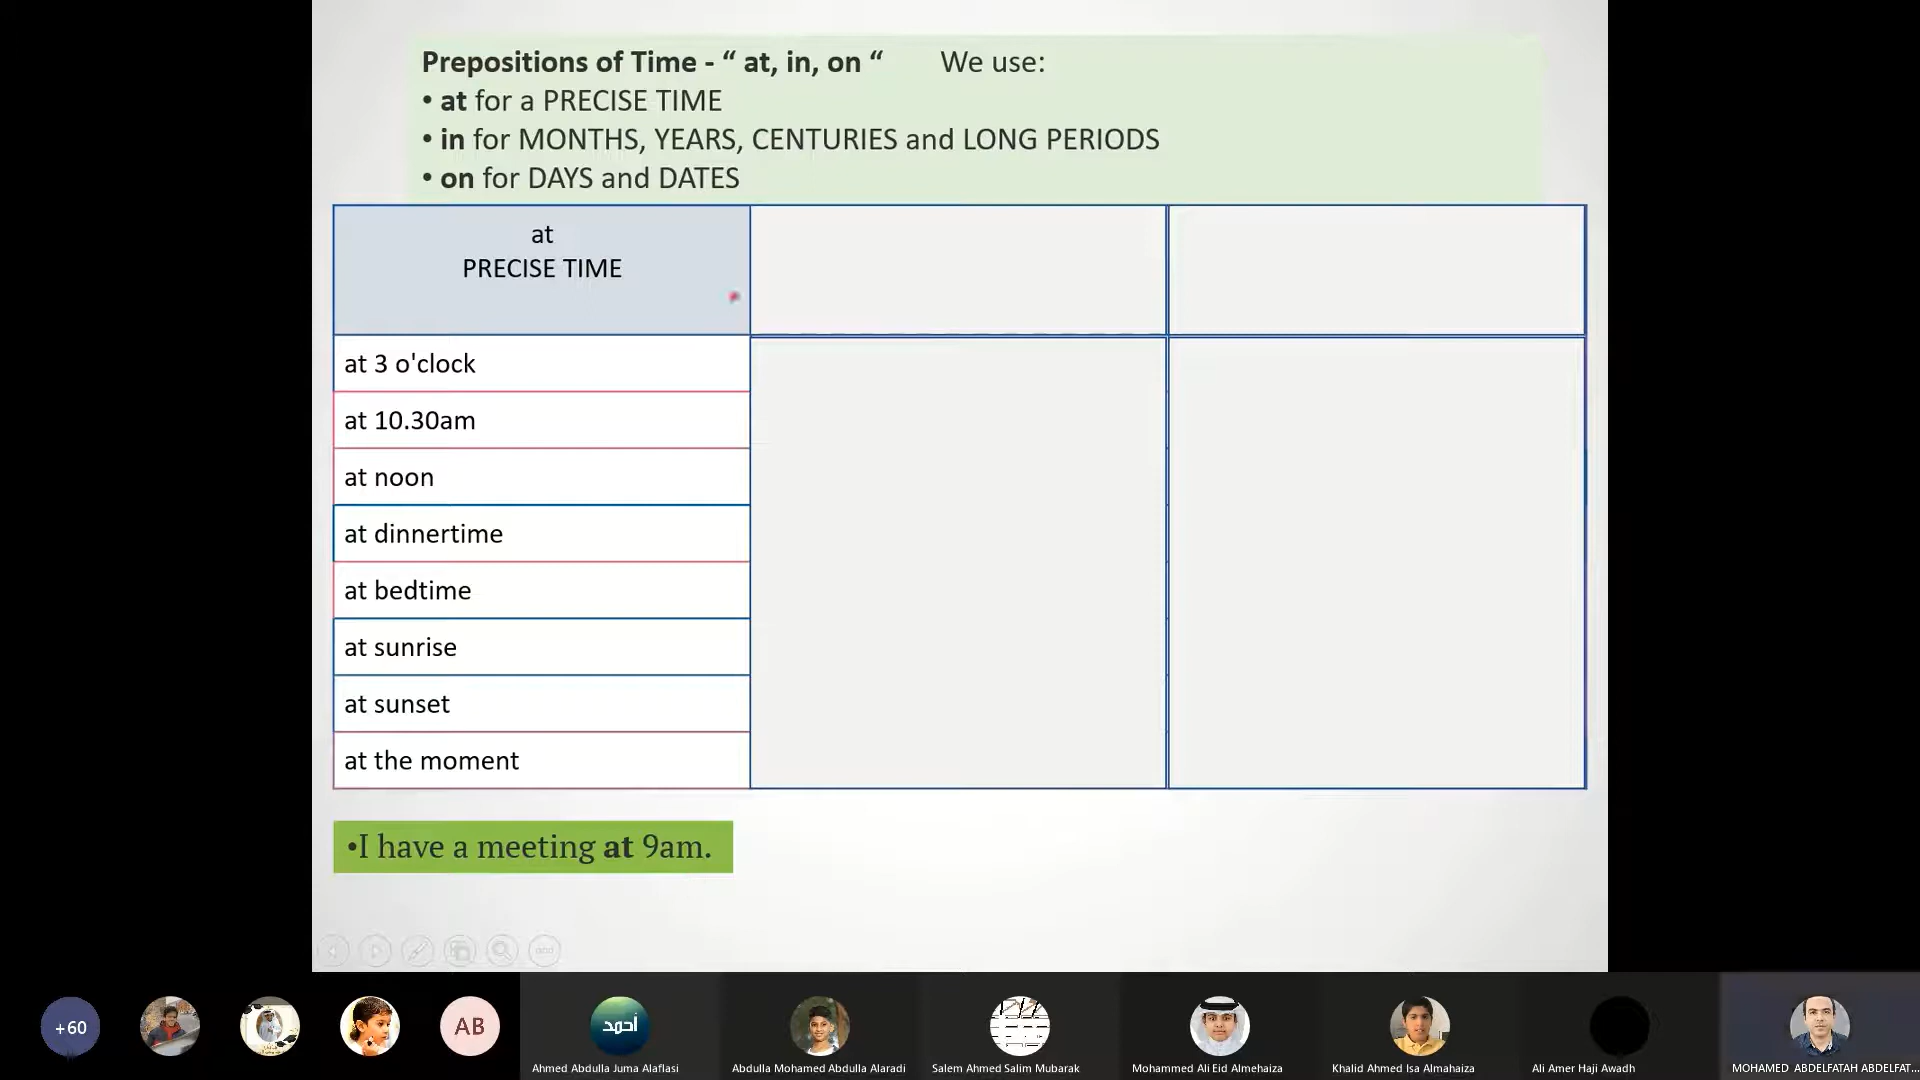 Prepositions of Time - “ at, in, on “ We use:
• at for a PRECISE TIME
• in for MONTHS, YEARS, CENTURIES and LONG PERIODS
• on for DAYS and DATES
at
PRECISE TIME
at 3 o'clock
at 10.30am
at noon
at dinnertime
at bedtime
at sunrise
at sunset
at the moment
•I have a meeting at 9am.
+60
AB
أحمد
Ahmed Abdulla Juma Alaflasi
Abdulla Mohamed Abdulla Alaradi
Salem Ahmed Salim Mubarak
Mohammed Ali Eid Almehaiza
Khalid Ahmed Isa Almahaiza
Ali Amer Haji Awadh
MOHAMED ABDELFATAH ABDELFAT...